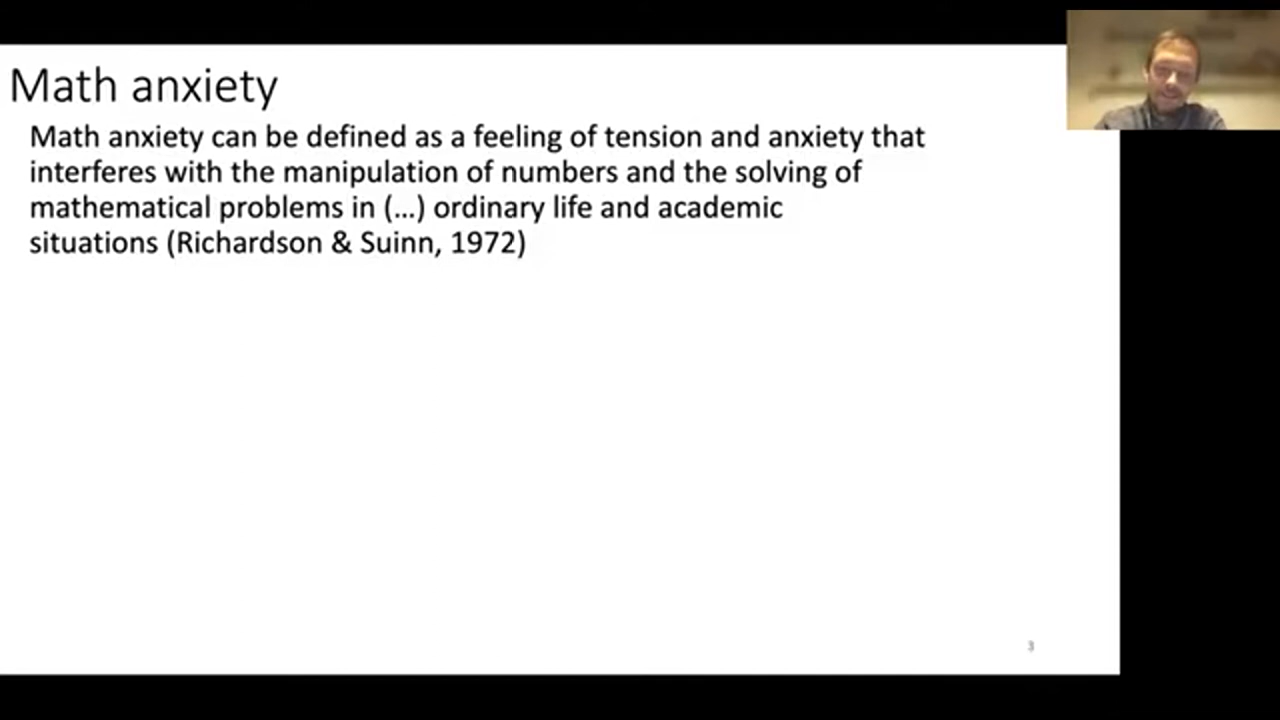 Math anxiety
Math anxiety can be defined as a feeling of tension and anxiety that
interferes with the manipulation of numbers and the solving of
mathematical problems in (…) ordinary life and academic
situations (Richardson & Suinn, 1972)
3